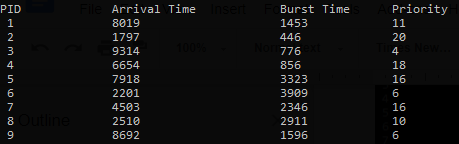 PID Arrival Time Burst Time Priority
1 8019 1453 11
2 1797 446 20
3 9314 776 4
4 6654 856 18
5 7918 3323 16
6 2201 3909 6
7 4503 2346 16
8 2510 2911 10
9 8692 1596 6
Outline